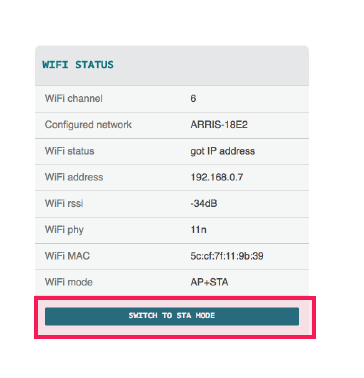 WIFI STATUS
WiFi channel 6
Configured network ARRIS-18E2
WiFi status got IP address
WiFi address 192.168.0.7
WiFi rssi -34dB
WiFi phy 11n
WiFi MAC 5c:cf:7f:11:9b:39
WiFi mode AP+STA
SWITCH TO STA MODE